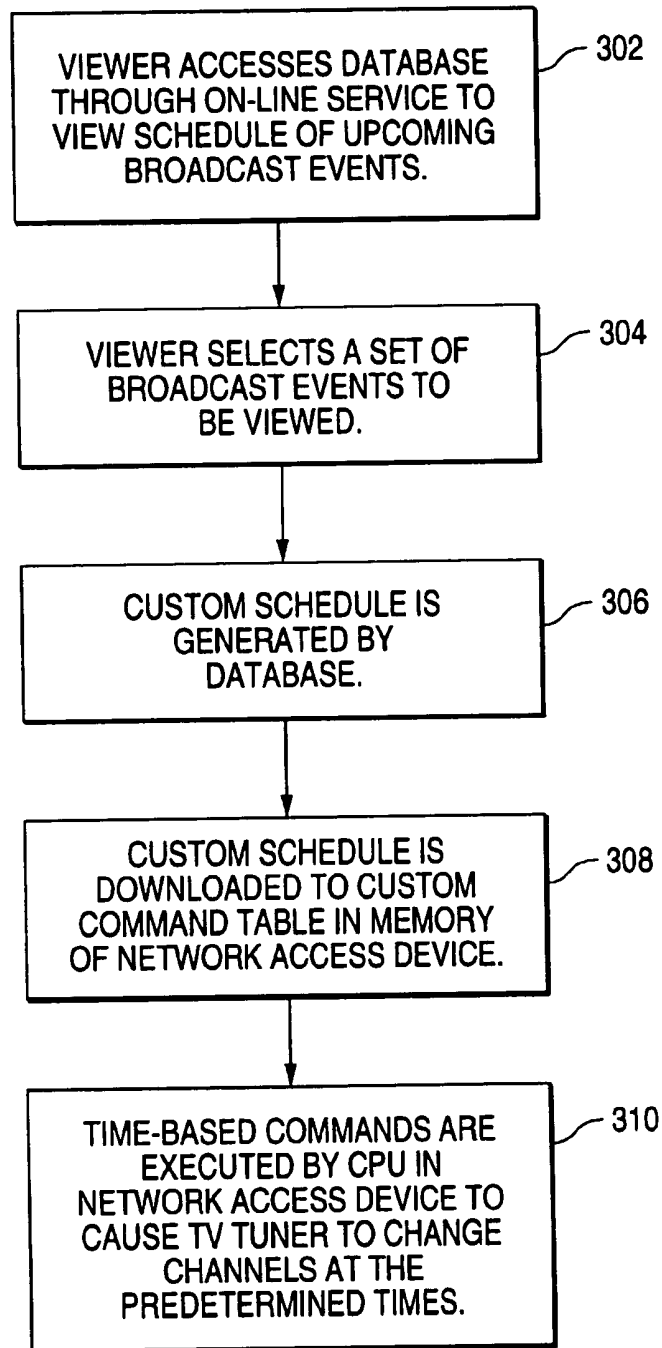 VIEWER ACCESSES DATABASE
THROUGH ON-LINE SERVICE TO
VIEW SCHEDULE OF UPCOMING
BROADCAST EVENTS.
302
VIEWER SELECTS A SET OF
BROADCAST EVENTS TO
BE VIEWED.
304
CUSTOM SCHEDULE IS
GENERATED BY
DATABASE.
306
CUSTOM SCHEDULE IS
DOWNLOADED TO CUSTOM
COMMAND TABLE IN MEMORY
OF NETWORK ACCESS DEVICE.
308
TIME-BASED COMMANDS ARE
EXECUTED BY CPU IN
NETWORK ACCESS DEVICE TO
CAUSE TV TUNER TO CHANGE
CHANNELS AT THE
PREDETERMINED TIMES.
310